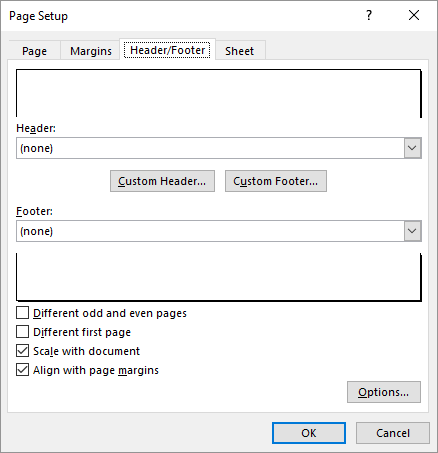 Page Setup ? ✕
Page Margins Header/Footer Sheet
Header:
(none)
Custom Header... Custom Footer...
Footer:
(none)
Different odd and even pages
Different first page
Scale with document
Align with page margins
Options...
OK Cancel